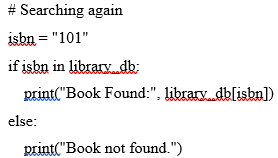 # Searching again
isbn = "101"
if isbn in library_db:
print("Book Found:", library_db[isbn])
else:
print("Book not found.")